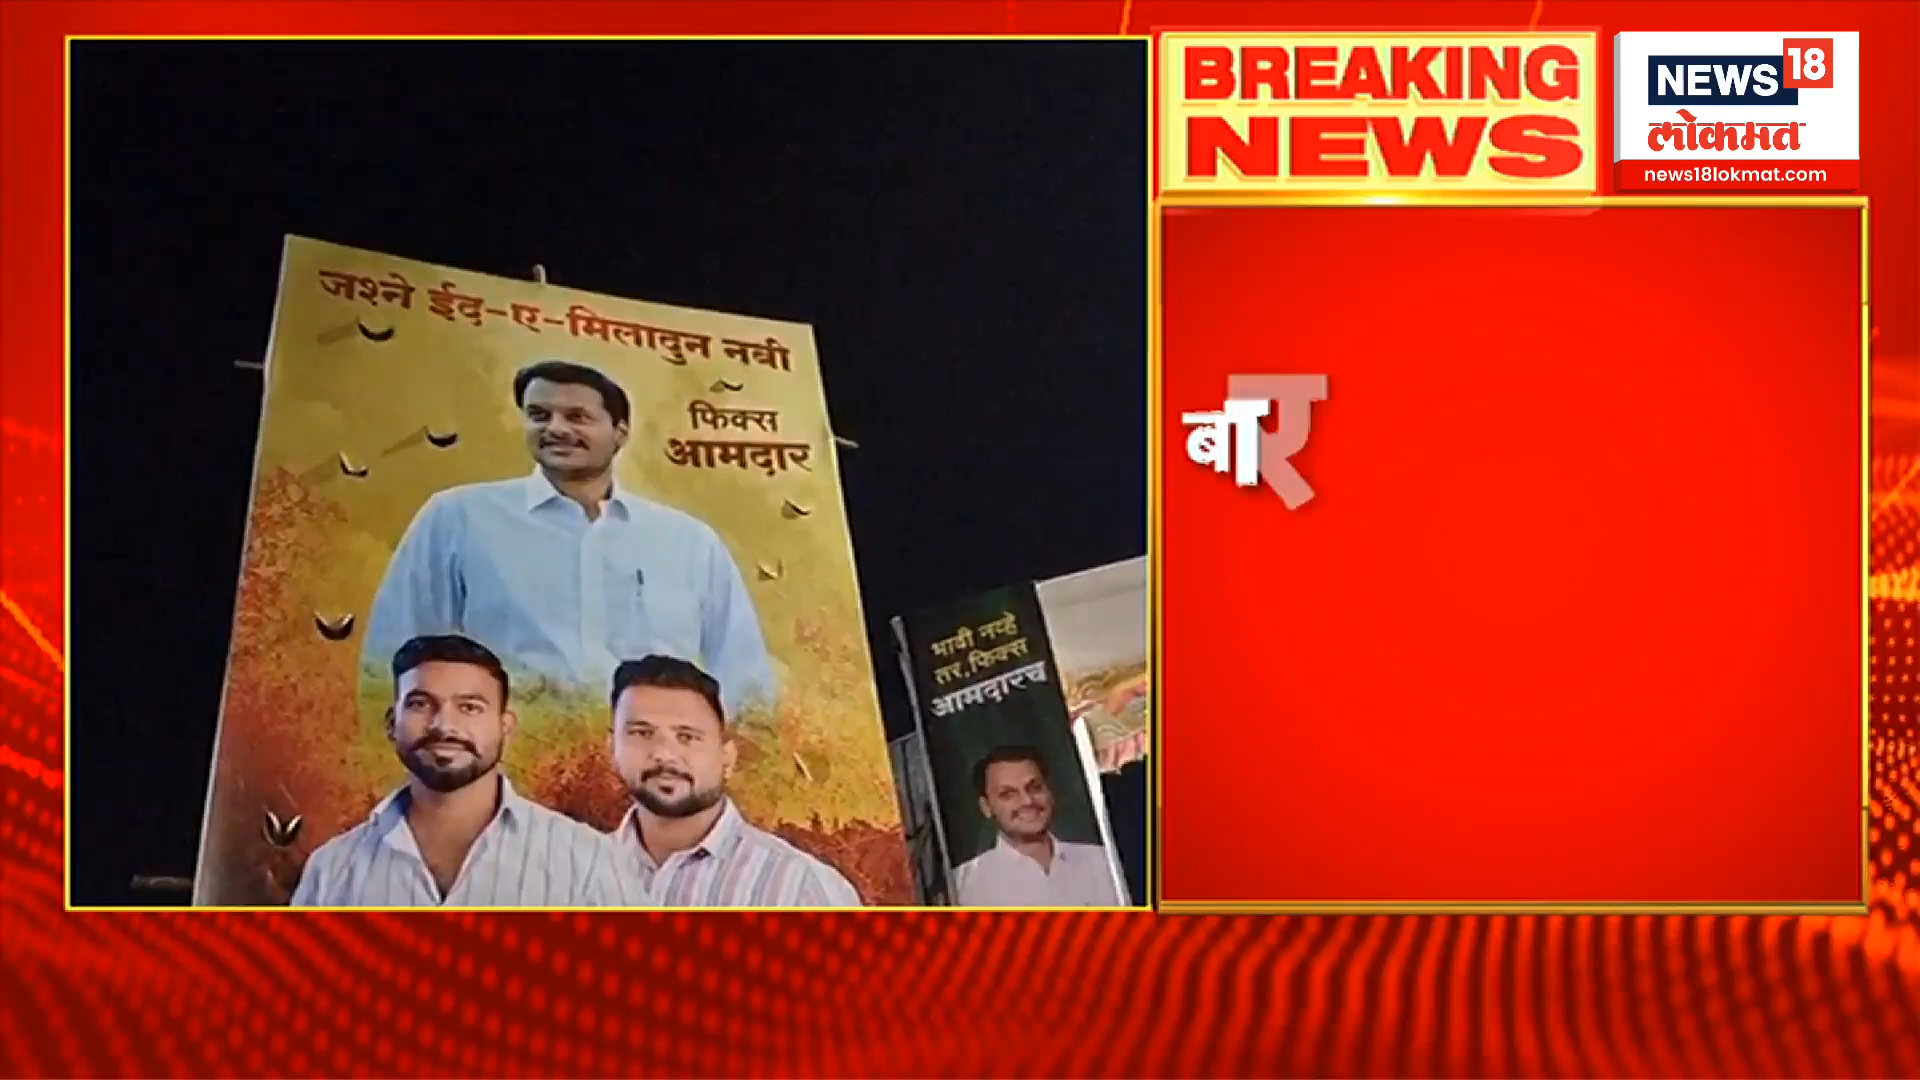 जश्ने ईद-ए-मिलादुन नबी
फिक्स
आमदार
भावी नव्हे
तर,फिक्स
आमदारच
BREAKING
NEWS
NEWS18
लोकमत
news18lokmat.com
बार